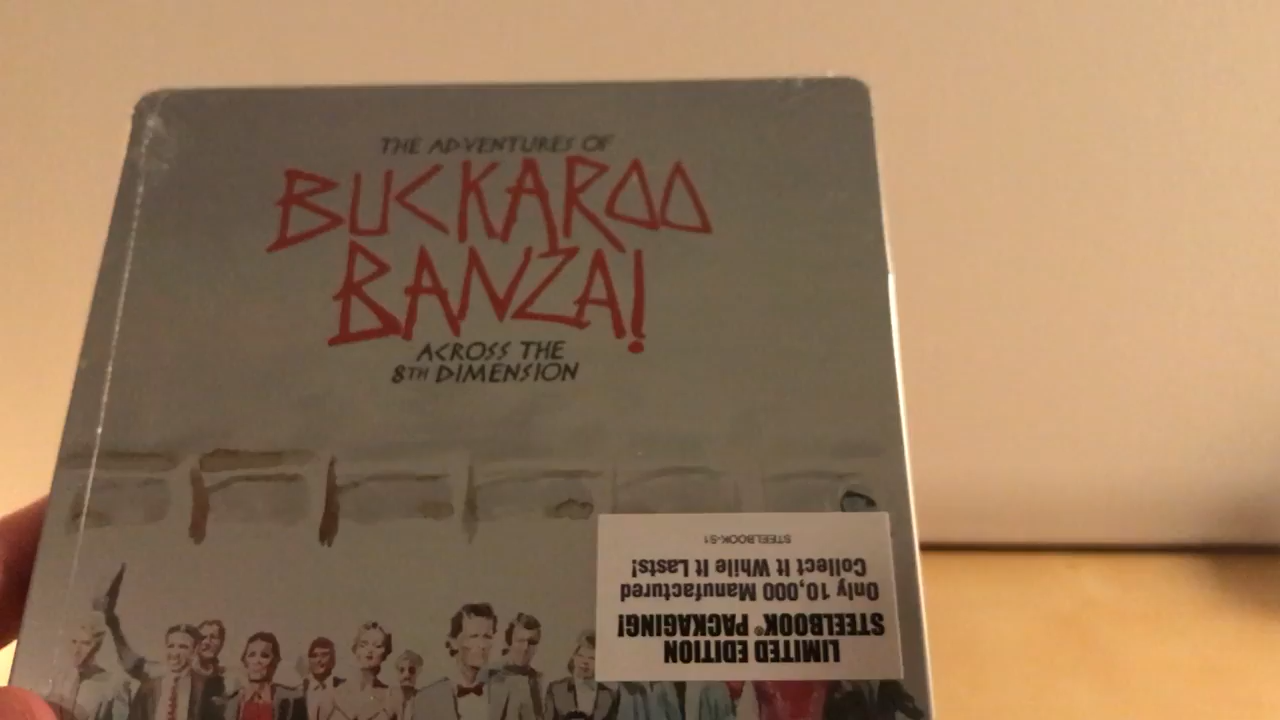 THE ADVENTURES OF
BUCKAROO
BANZAI
ACROSS THE
8TH DIMENSION
LIMITED EDITION
STEELBOOK® PACKAGING!
Only 10,000 Manufactured
Collect It While It Lasts!
STEELBOOK-51